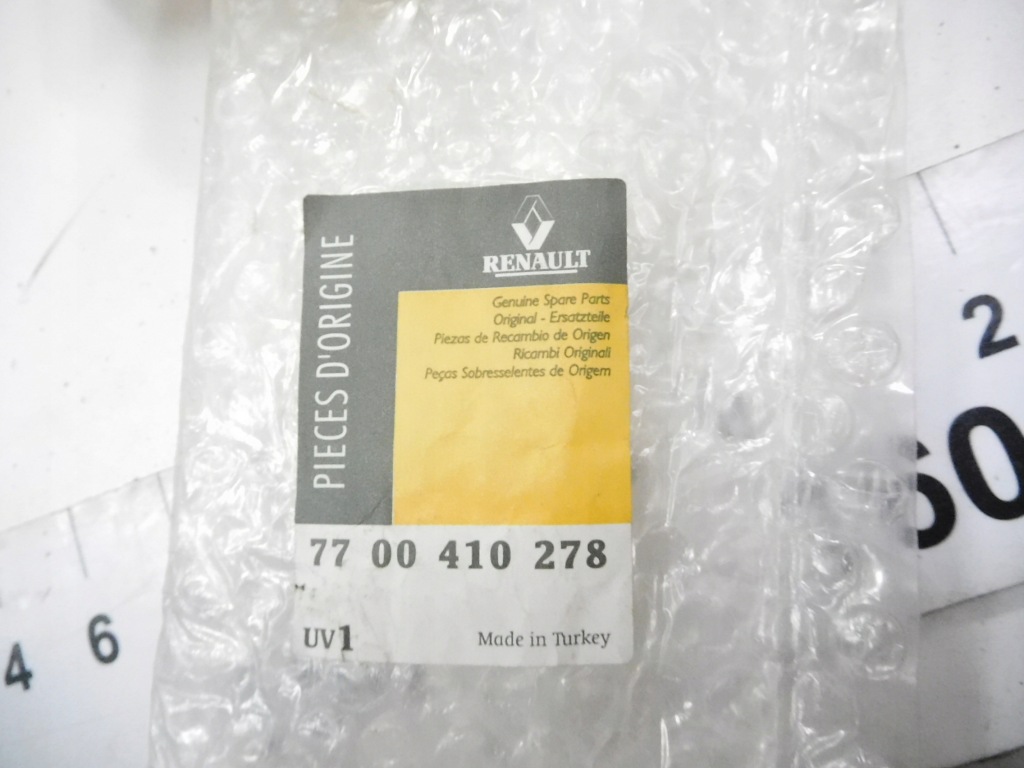 RENAULT
PIECES D'ORIGINE
Genuine Spare Parts
Original - Ersatzteile
Piezas de Recambio de Origen
Ricambi Originali
Peças Sobresselentes de Origem
77 00 410 278
UV1
Made in Turkey
2
60
4 6